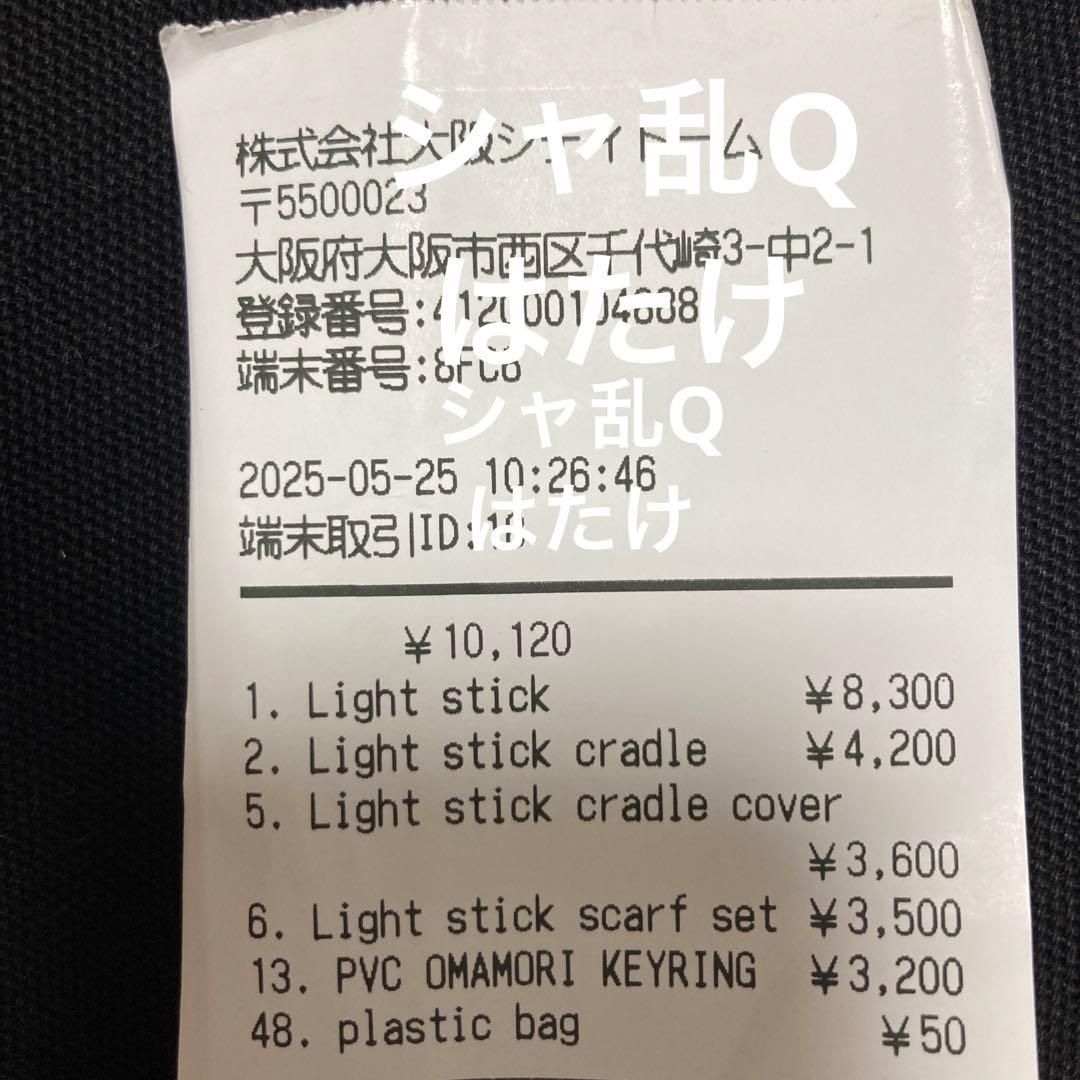 株式会社大阪シティドーム
〒5500023
大阪府大阪市西区千代崎3-中2-1
登録番号:
端末番号:
シャ乱Q
はたけ
シャ乱Q
はたけ
2025-05-25 10:26:46
端末取引ID:
¥10,120
1. Light stick ¥8,300
2. Light stick cradle ¥4,200
5. Light stick cradle cover
¥3,600
6. Light stick scarf set ¥3,500
13. PVC OMAMORI KEYRING ¥3,200
48. plastic bag ¥50